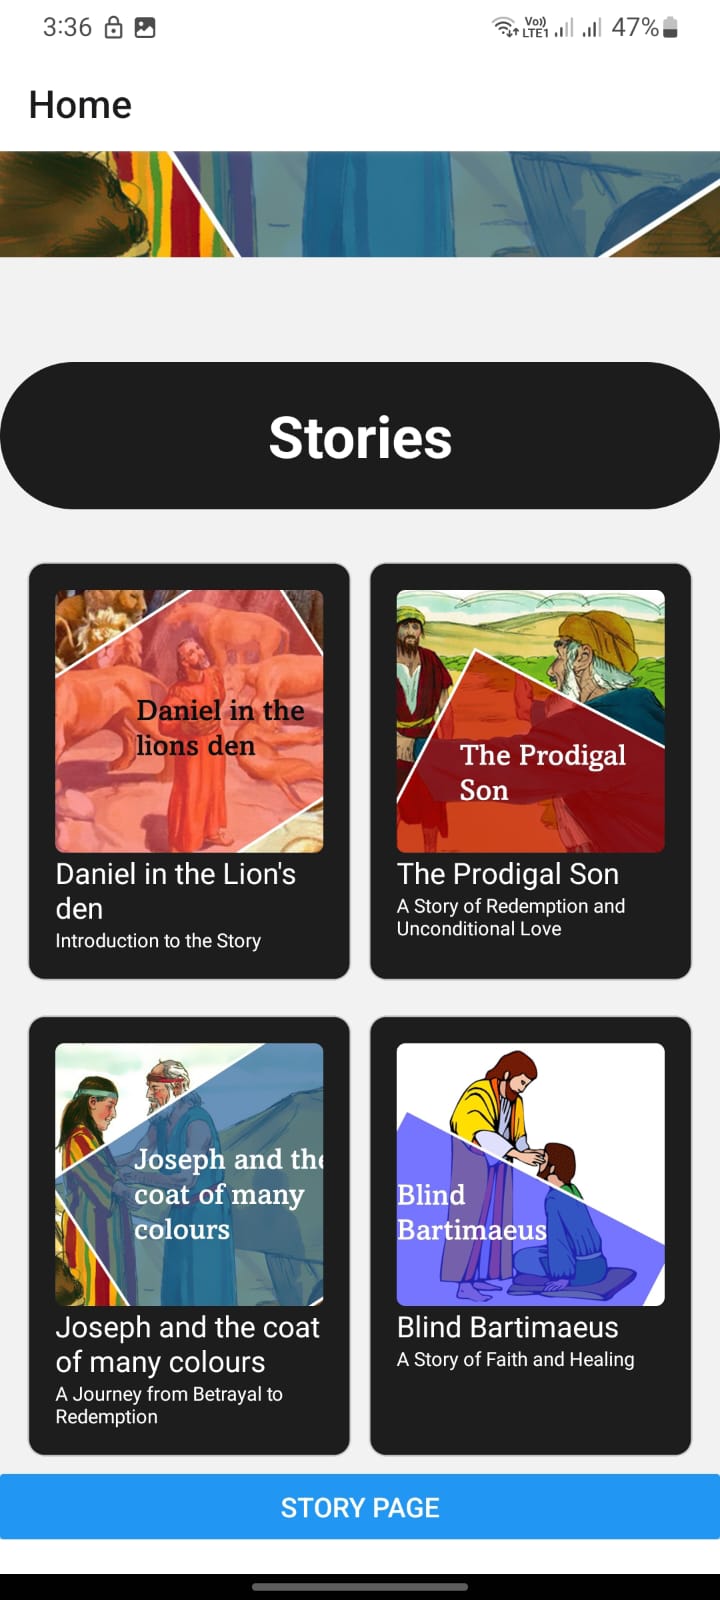 3:36
Vo)) LTE1 47%
Home
Stories
Daniel in the
lions den
Daniel in the Lion's
den
Introduction to the Story
The Prodigal
Son
The Prodigal Son
A Story of Redemption and
Unconditional Love
Joseph and the
coat of many
colours
Joseph and the coat
of many colours
A Journey from Betrayal to
Redemption
Blind
Bartimaeus
Blind Bartimaeus
A Story of Faith and Healing
STORY PAGE